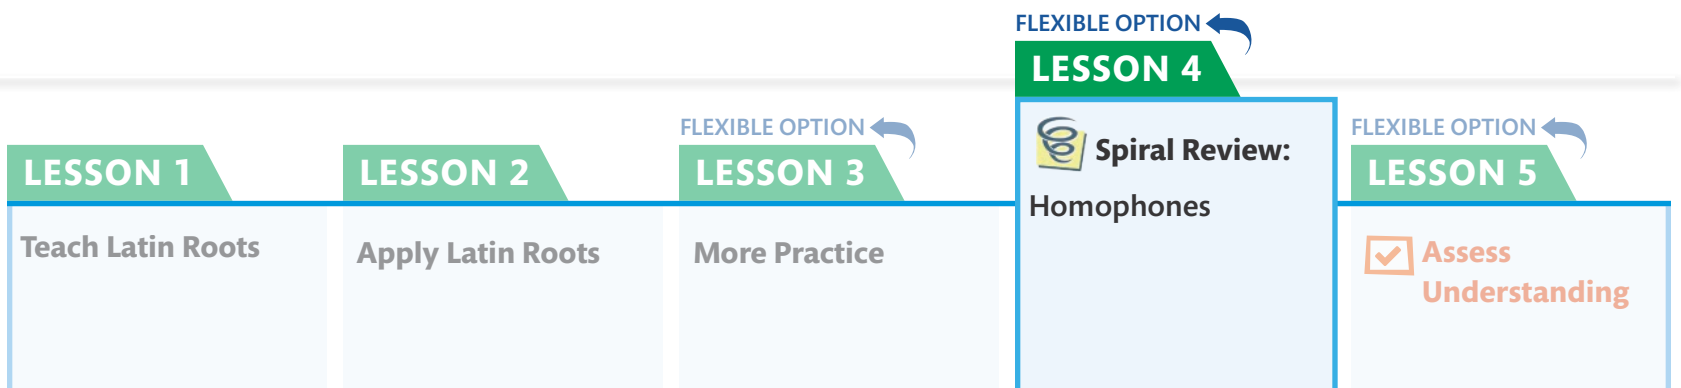 LESSON 1
Teach Latin Roots
LESSON 2
Apply Latin Roots
FLEXIBLE OPTION
LESSON 3
More Practice
FLEXIBLE OPTION
LESSON 4
Spiral Review:
Homophones
FLEXIBLE OPTION
LESSON 5
Assess
Understanding